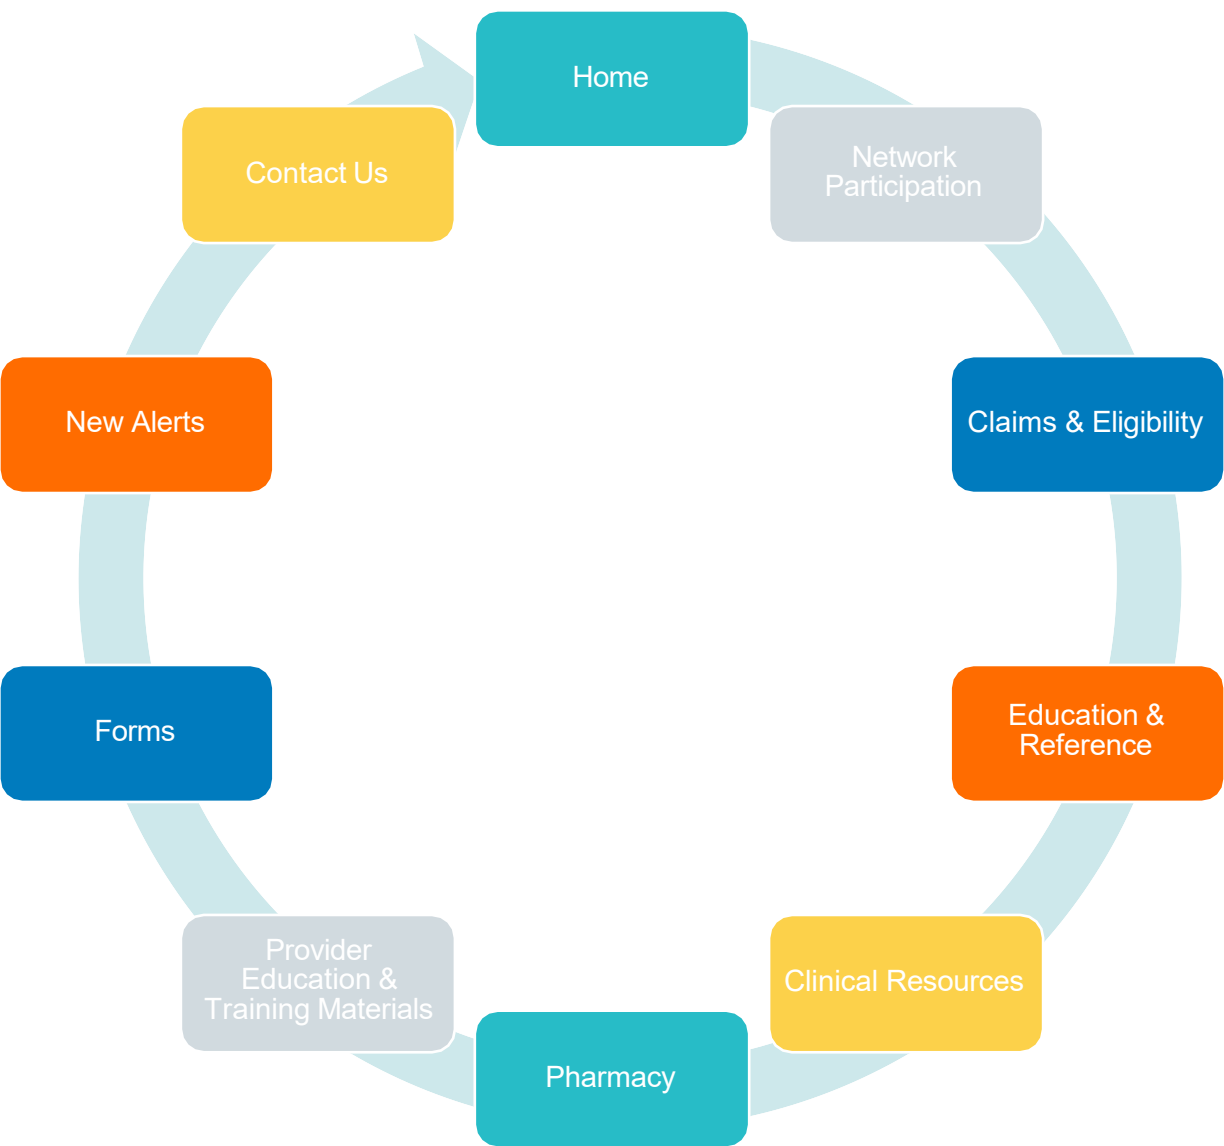 Home
Network
Participation
Claims & Eligibility
Education &
Reference
Clinical Resources
Pharmacy
Provider
Education &
Training Materials
Forms
New Alerts
Contact Us